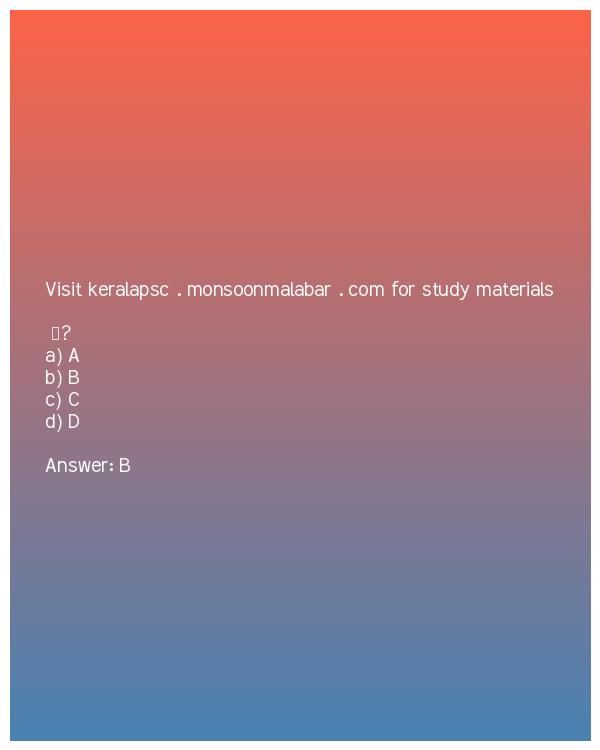 Visit keralapsc .monsoonmalabar .com for study materials
?
a) A
b) B
c) C
d) D
Answer: B